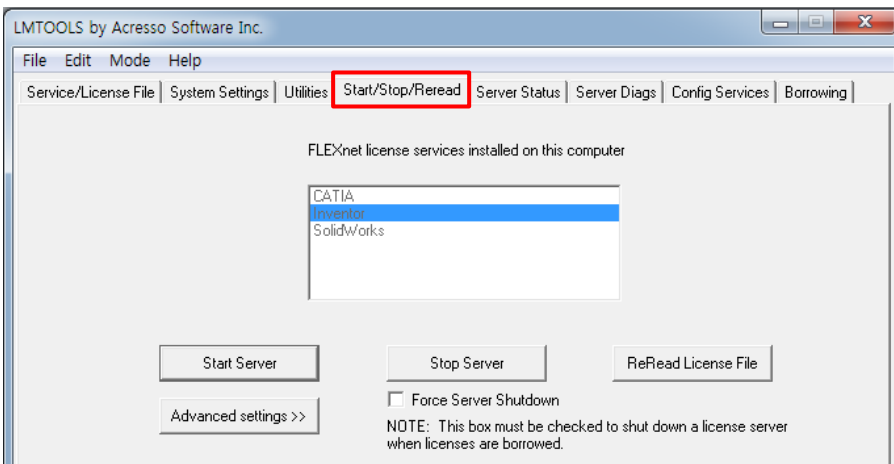 LMTOOLS by Acresso Software Inc.
File Edit Mode Help
Service/License File System Settings Utilities Start/Stop/Reread Server Status Server Diags Config Services Borrowing
FLEXnet license services installed on this computer
CATIA
Inventor
SolidWorks
Start Server Stop Server ReRead License File
Advanced settings >> Force Server Shutdown
NOTE: This box must be checked to shut down a license server
when licenses are borrowed.